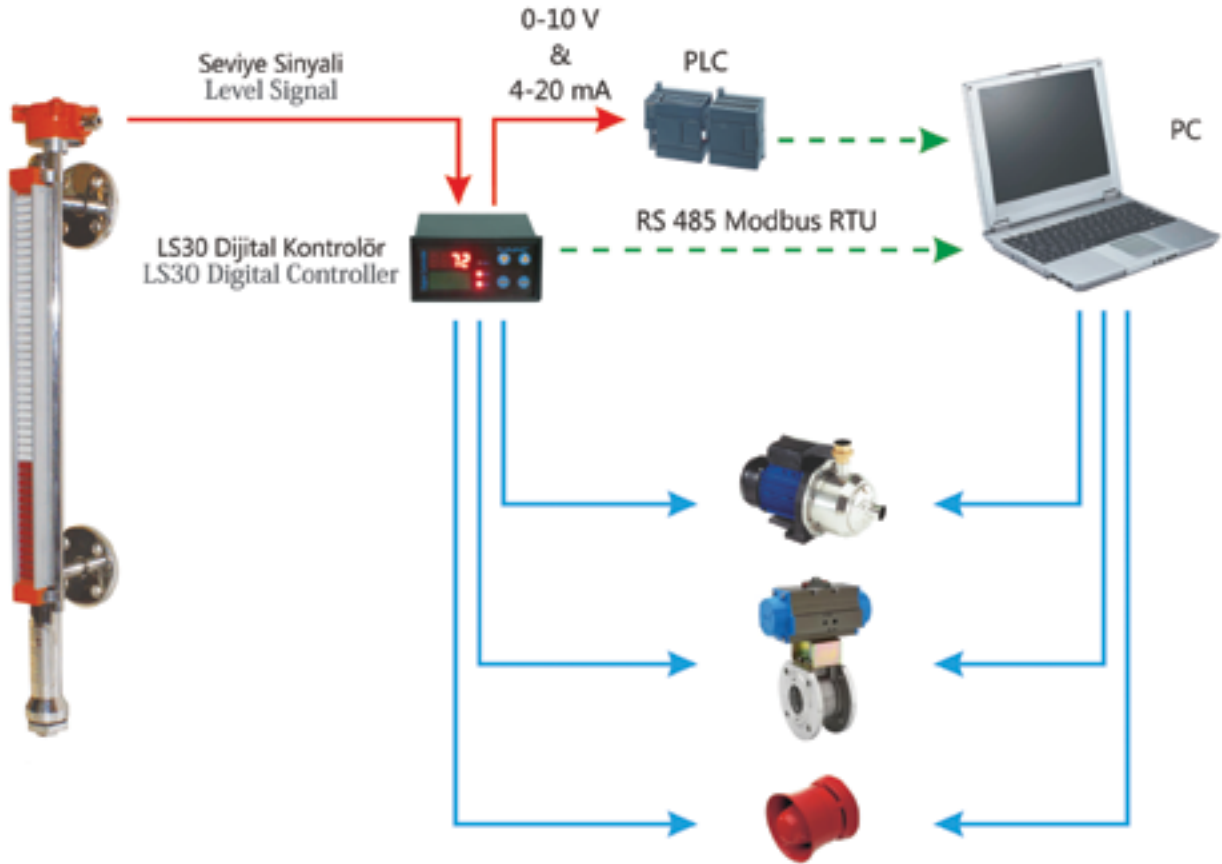 0-10 V
&
4-20 mA
Seviye Sinyali
Level Signal
PLC
PC
RS 485 Modbus RTU
LS30 Dijital Kontrolör
LS30 Digital Controller
72